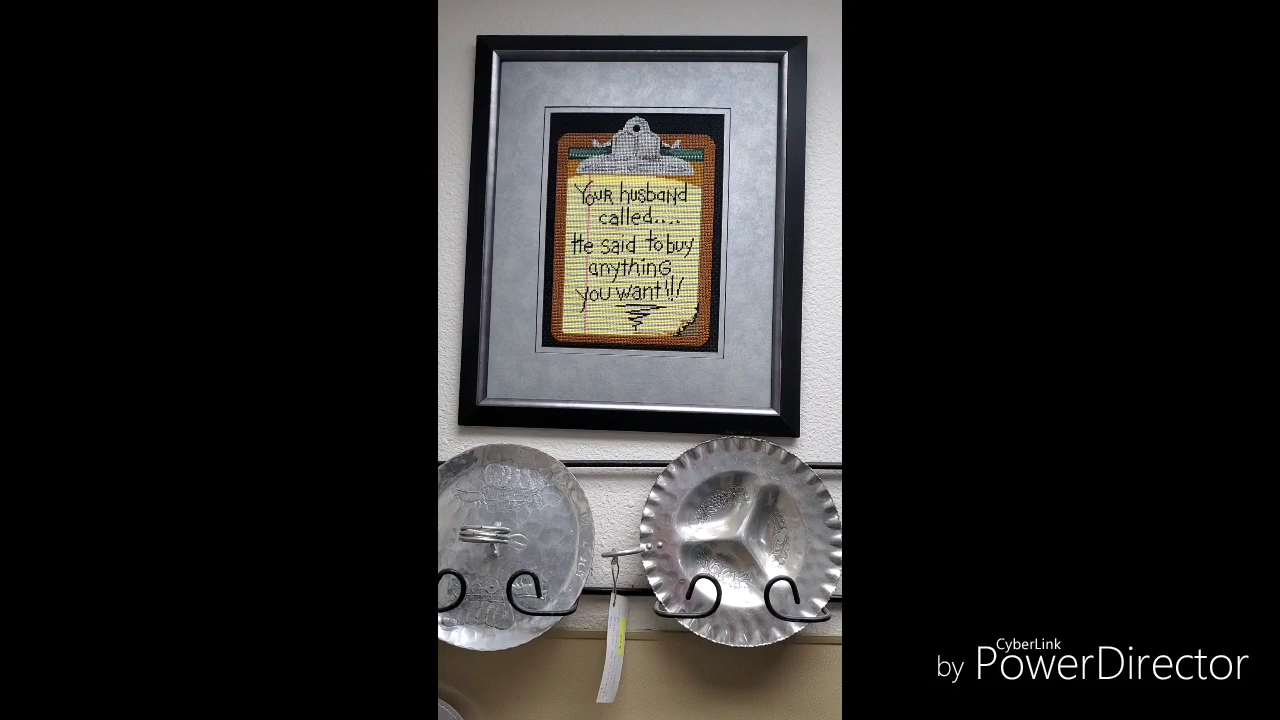 Your husband
called....
He said to buy
anything
you want!!!
CyberLink
by PowerDirector